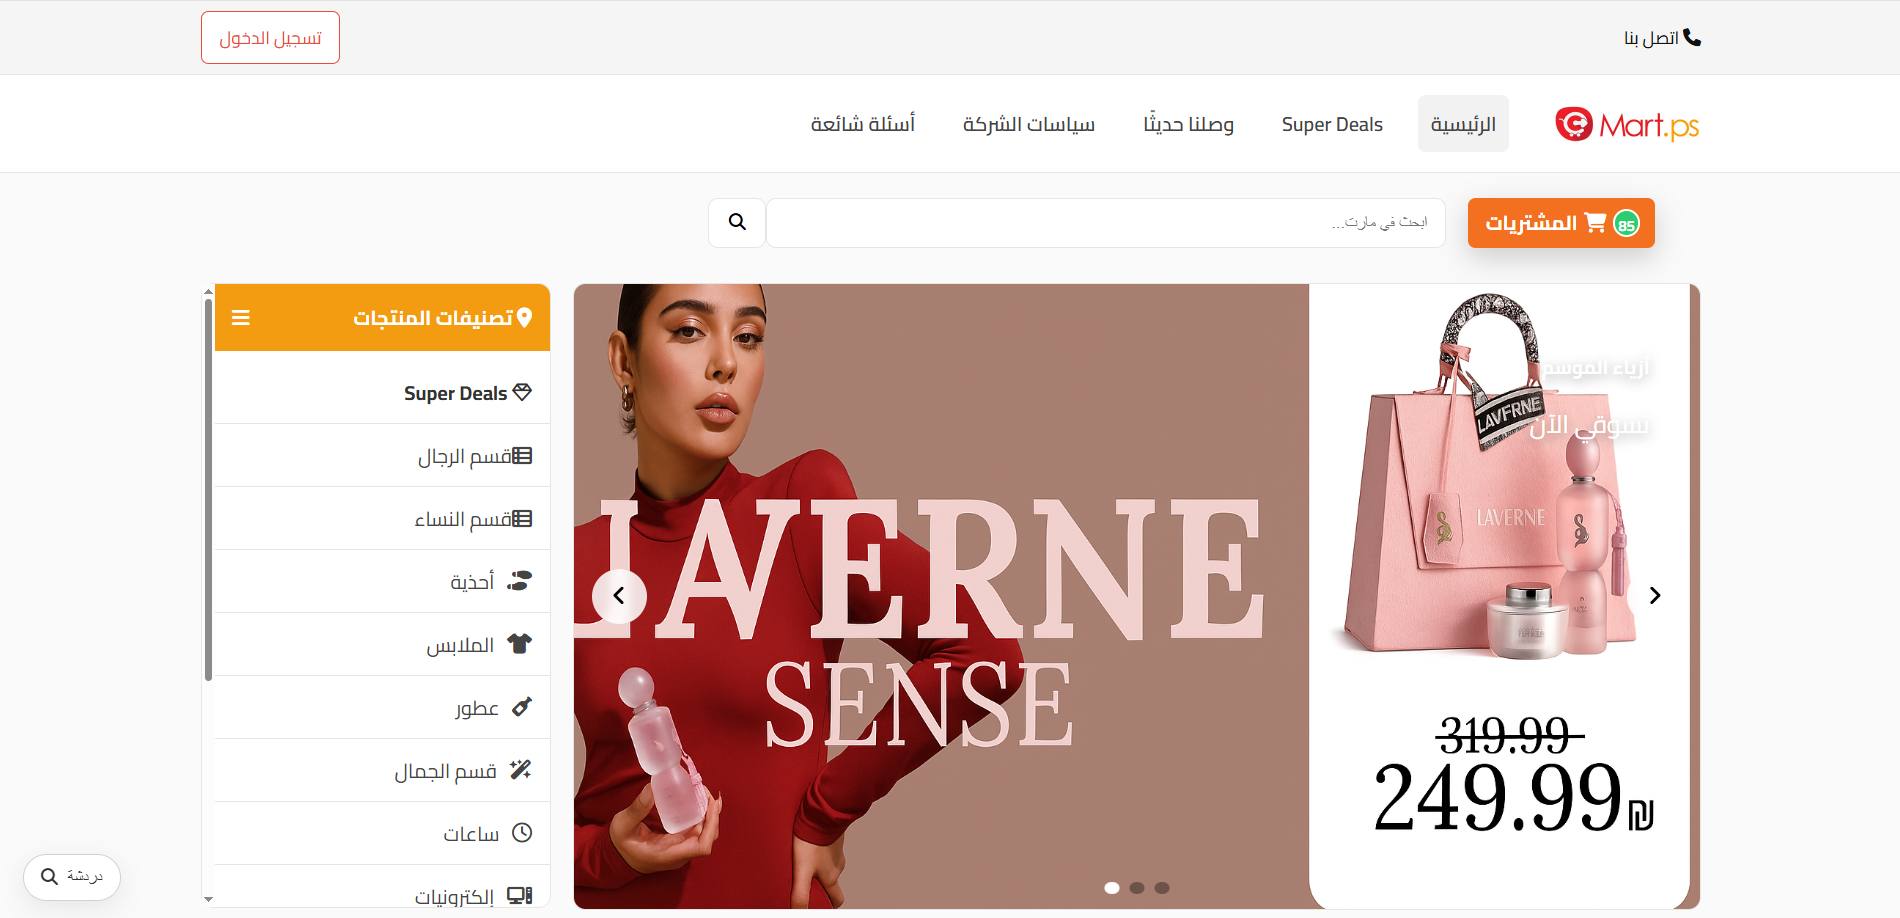 اتصل بنا
تسجيل الدخول
Mart.ps
الرئيسية
Super Deals
وصلنا حديثًا
سياسات الشركة
أسئلة شائعة
85 المشتريات
ابحث في مارت...
أزياء الموسم
تسوقي الآن
LAVERNE
LAVERNE
319.99
249.99₪
LAVERNE
SENSE
تصنيفات المنتجات
Super Deals
قسم الرجال
قسم النساء
أحذية
الملابس
عطور
قسم الجمال
ساعات
إلكترونيات
دردشة